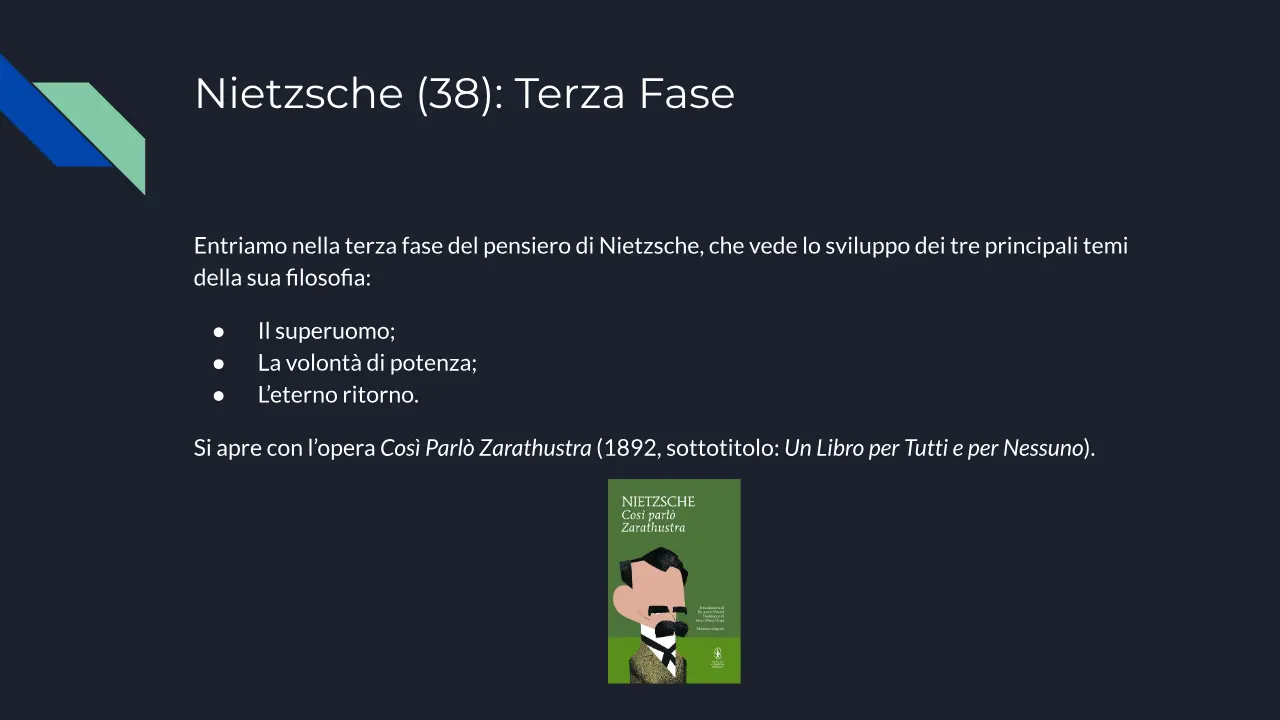 Nietzsche (38): Terza Fase
Entriamo nella terza fase del pensiero di Nietzsche, che vede lo sviluppo dei tre principali temi
della sua filosofia:
● Il superuomo;
● La volontà di potenza;
● L’eterno ritorno.
Si apre con l’opera Così Parlò Zarathustra (1892, sottotitolo: Un Libro per Tutti e per Nessuno).
NIETZSCHE
Così parlò
Zarathustra